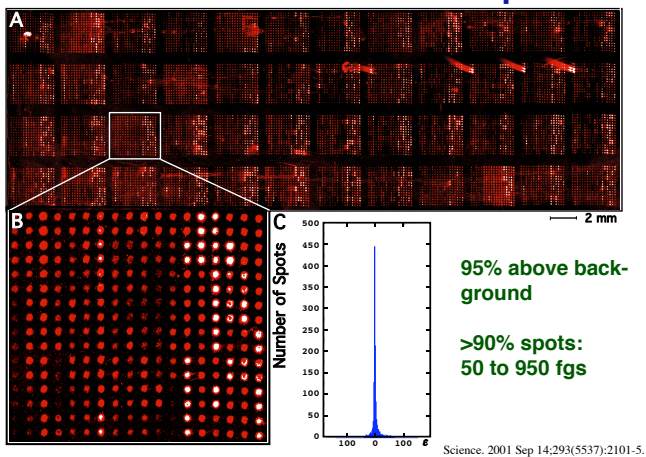 A
2 mm
B
C
500
450
400
350
300
250
200
150
100
50
0
Number of Spots
100 0 100 ε
95% above back-
ground
>90% spots:
50 to 950 fgs
Science. 2001 Sep 14;293(5537):2101-5.